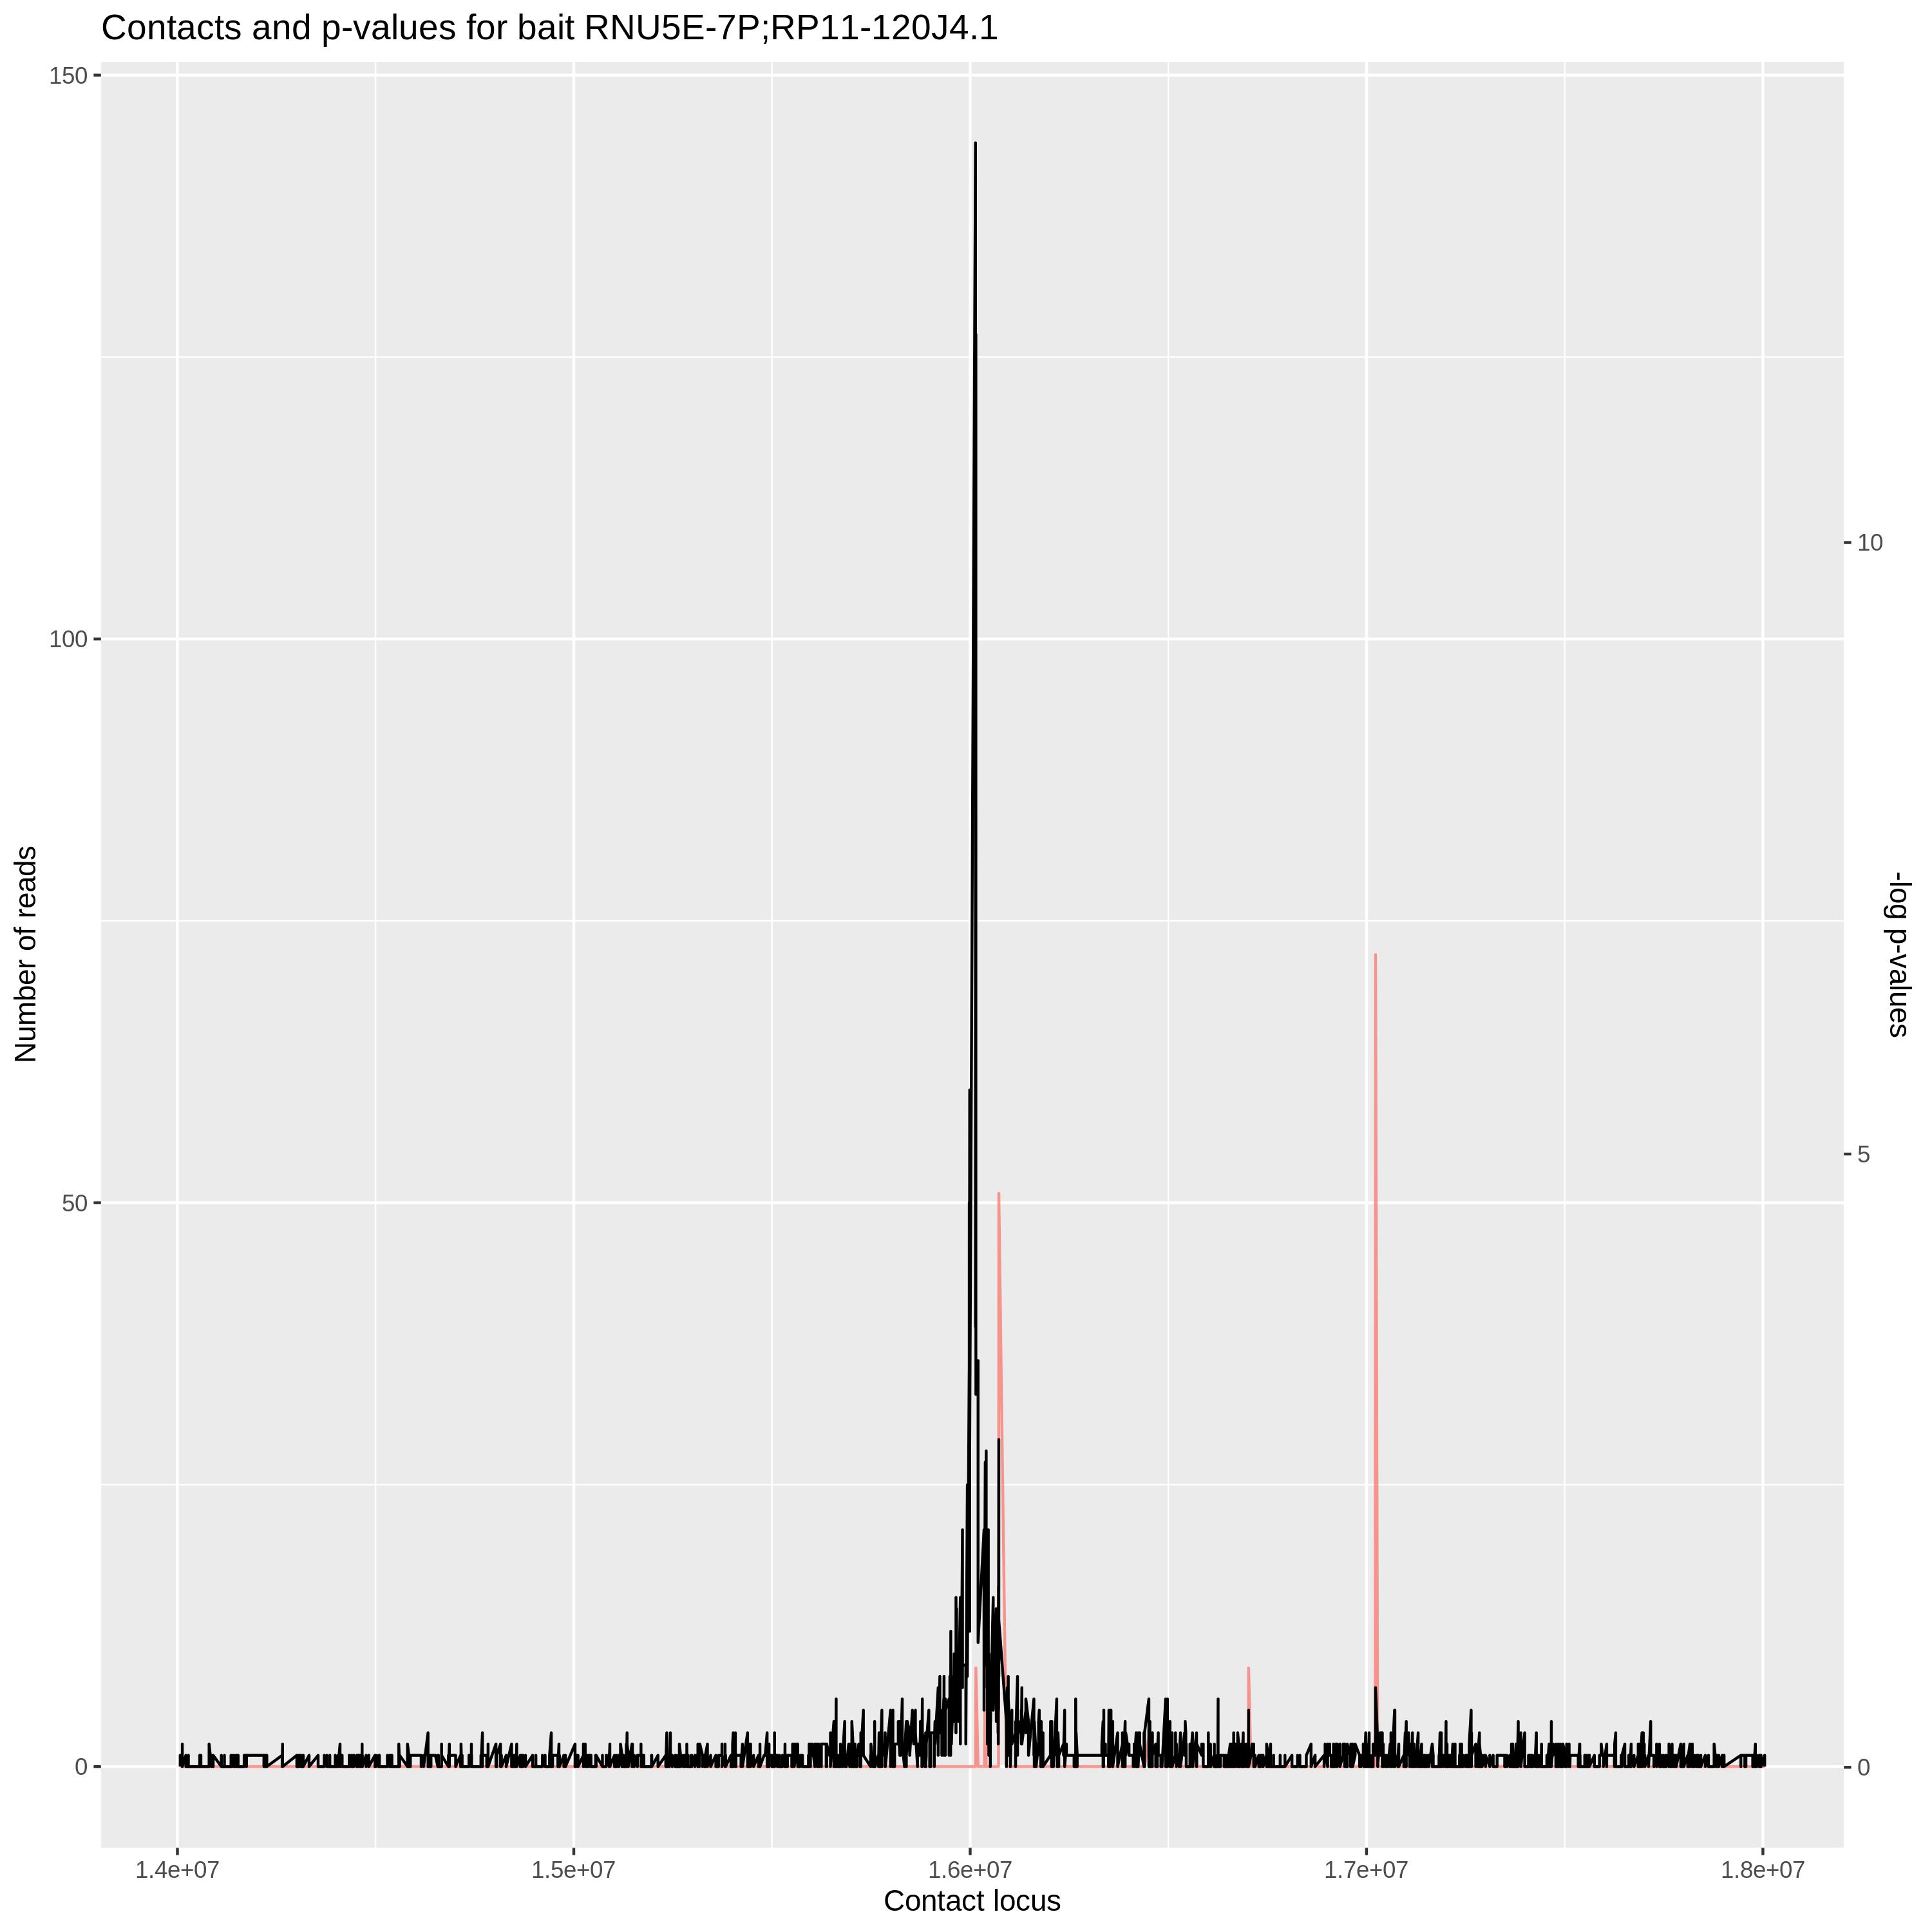 Contacts and p-values for bait RNU5E-7P;RP11-120J4.1
150
100
50
0
Number of reads
10
5
0
-log p-values
1.4e+07 1.5e+07 1.6e+07 1.7e+07 1.8e+07
Contact locus